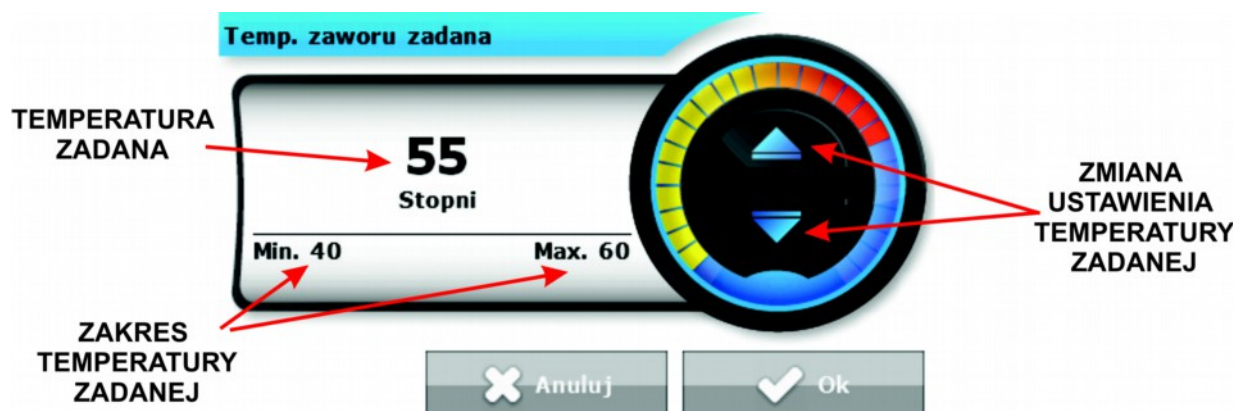 Temp. zaworu zadana
TEMPERATURA
ZADANA
55
Stopni
Min. 40
Max. 60
ZMIANA
USTAWIENIA
TEMPERATURY
ZADANEJ
ZAKRES
TEMPERATURY
ZADANEJ
Anuluj
Ok